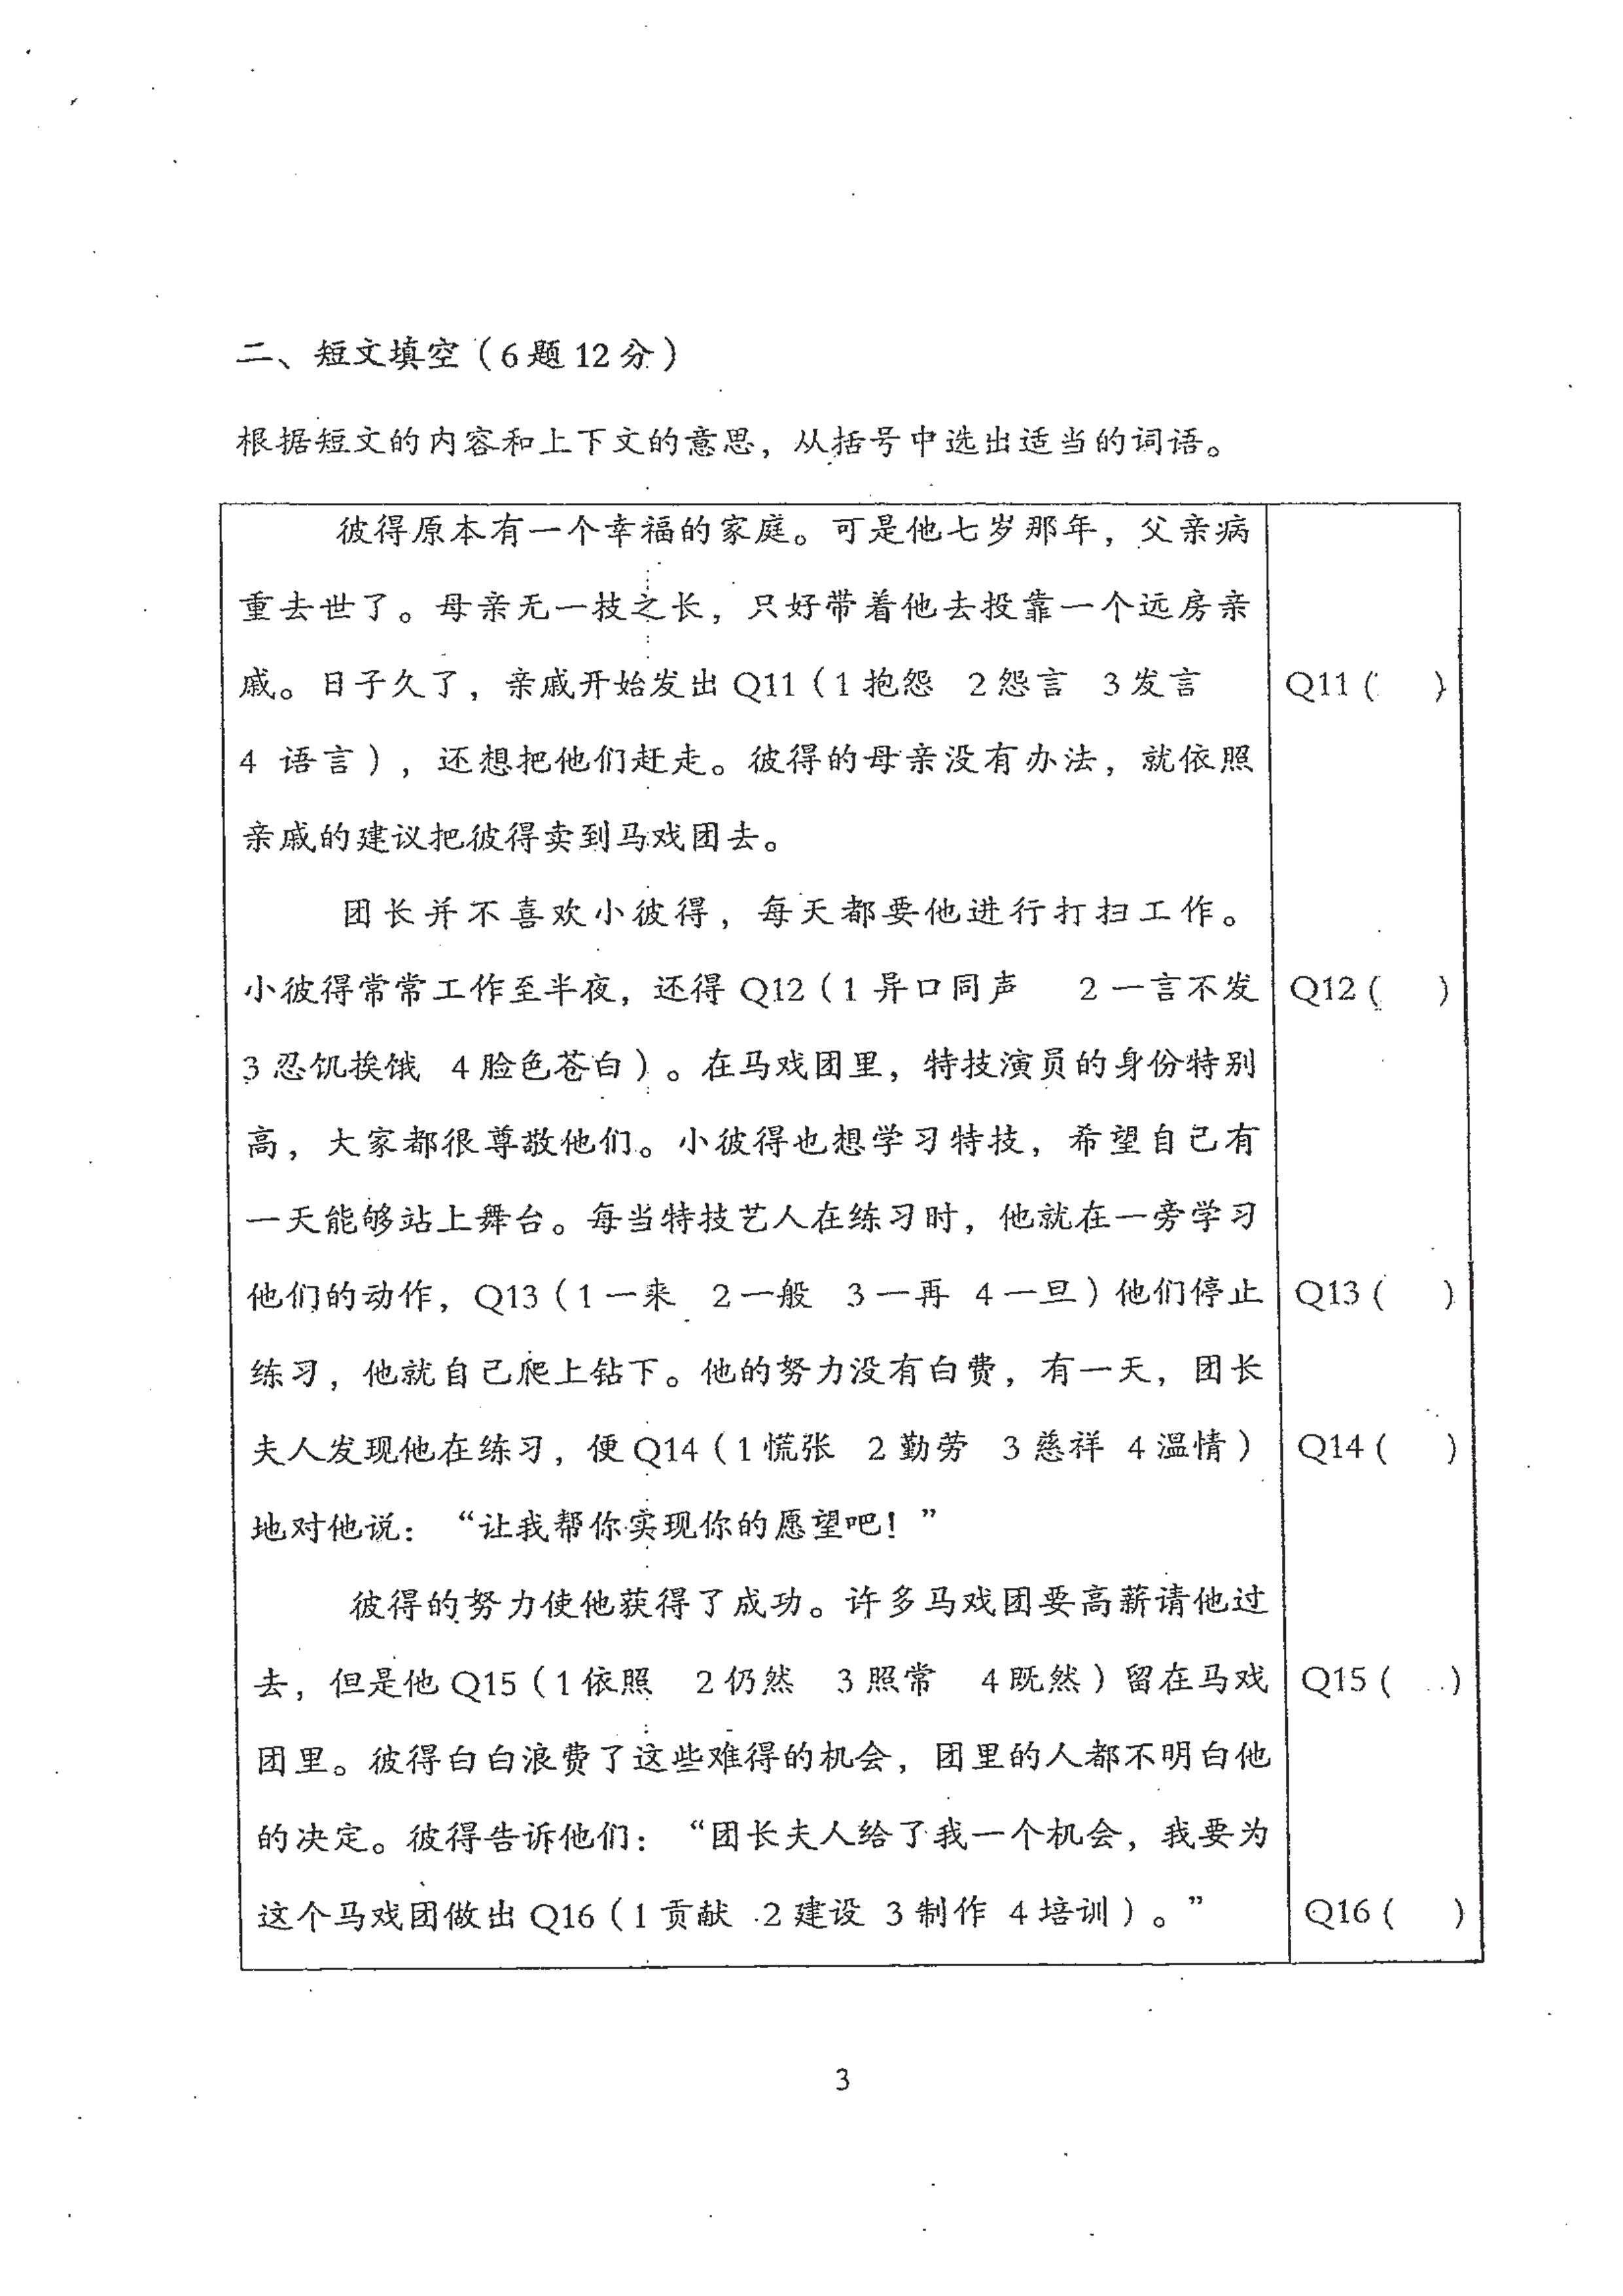 二、短文填空（6题12分）
根据短文的内容和上下文的意思，从括号中选出适当的词语。
彼得原本有一个幸福的家庭。可是他七岁那年，父亲病
重去世了。母亲无一技之长，只好带着他去投靠一个远房亲
戚。日子久了，亲戚开始发出Q11（1抱怨 2怨言 3发言
Q11（ ）
4 语言），还想把他们赶走。彼得的母亲没有办法，就依照
亲戚的建议把彼得卖到马戏团去。
团长并不喜欢小彼得，每天都要他进行打扫工作。
小彼得常常工作至半夜，还得Q12（1异口同声 2一言不发
Q12（ ）
3忍饥挨饿 4脸色苍白）。在马戏团里，特技演员的身份特别
高，大家都很尊敬他们。小彼得也想学习特技，希望自己有
一天能够站上舞台。每当特技艺人在练习时，他就在一旁学习
他们的动作，Q13（1一来 2一般 3一再 4一旦）他们停止
Q13（ ）
练习，他就自己爬上钻下。他的努力没有白费，有一天，团长
夫人发现他在练习，便Q14（1慌张 2勤劳 3慈祥 4温情）
Q14（ ）
地对他说：“让我帮你实现你的愿望吧！”
彼得的努力使他获得了成功。许多马戏团要高薪请他过
去，但是他Q15（1依照 2仍然 3照常 4既然）留在马戏
Q15（ ）
团里。彼得白白浪费了这些难得的机会，团里的人都不明白他
的决定。彼得告诉他们：“团长夫人给了我一个机会，我要为
这个马戏团做出Q16（1贡献 2建设 3制作 4培训）。”
Q16（ ）
3